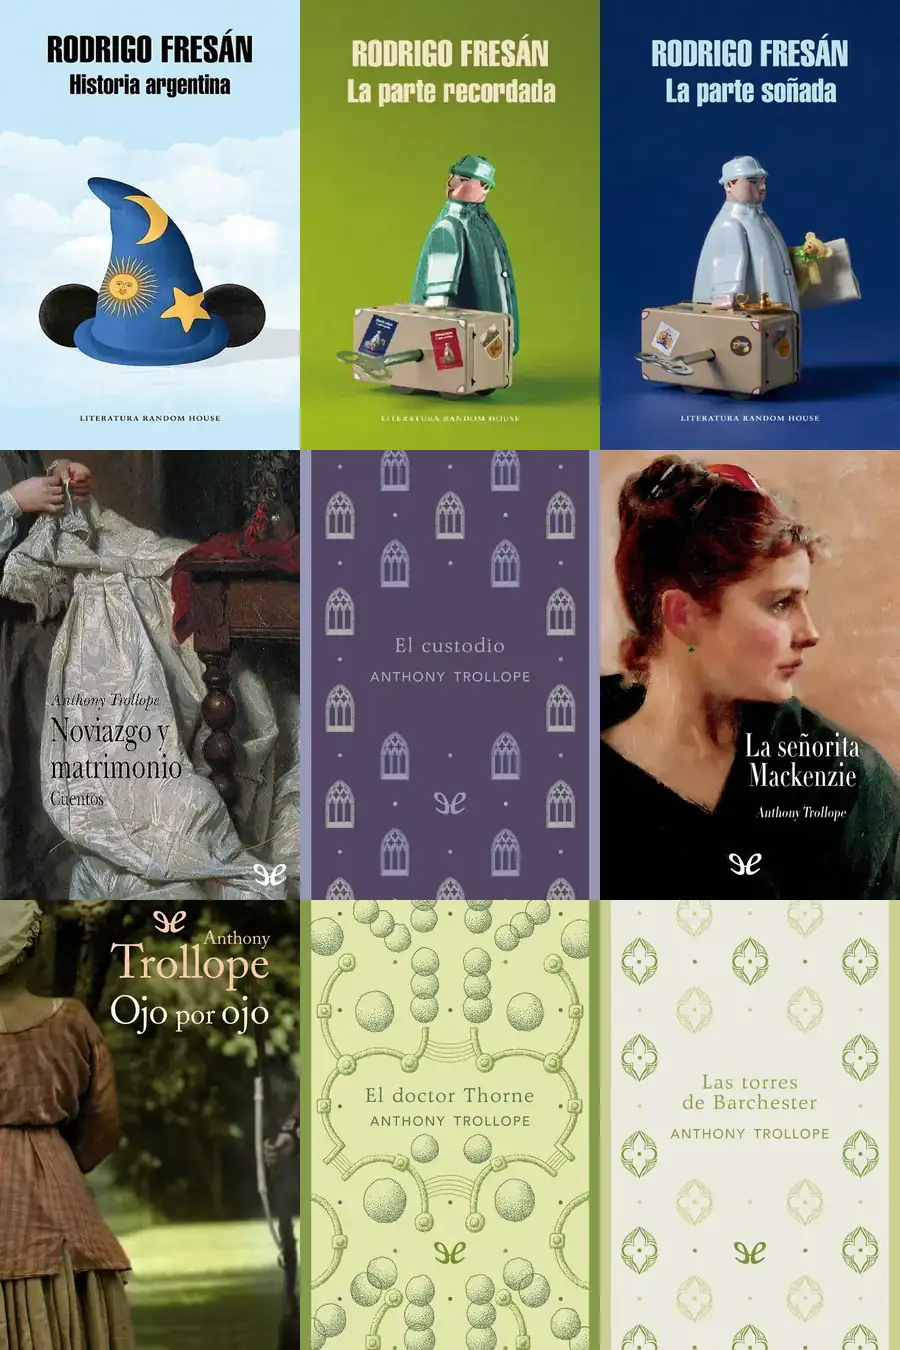 RODRIGO FRESÁN
Historia argentina
LITERATURA RANDOM HOUSE
RODRIGO FRESÁN
La parte recordada
LITERATURA RANDOM HOUSE
RODRIGO FRESÁN
La parte soñada
LITERATURA RANDOM HOUSE
Anthony Trollope
Noviazgo y
matrimonio
Cuentos
El custodio
ANTHONY TROLLOPE
La señorita
Mackenzie
Anthony Trollope
Anthony
Trollope
Ojo por ojo
El doctor Thorne
ANTHONY TROLLOPE
Las torres
de Barchester
ANTHONY TROLLOPE